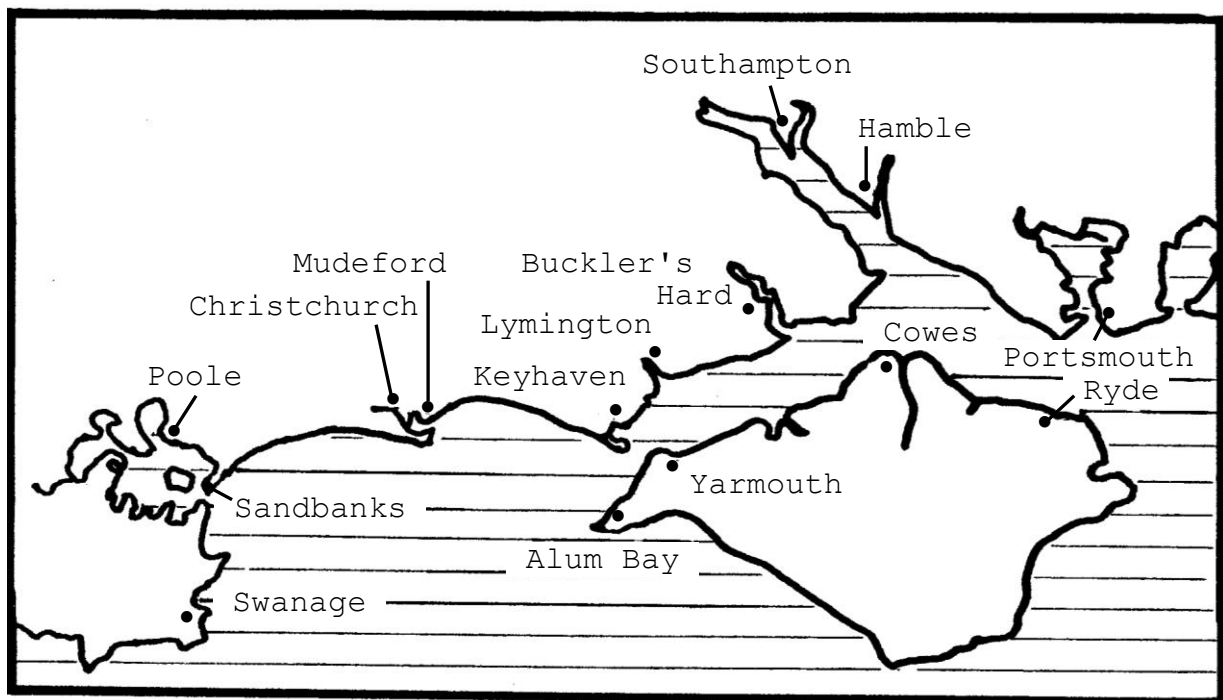 Southampton
Hamble
Mudeford
Buckler's
Hard
Christchurch
Lymington
Cowes
Portsmouth
Keyhaven
Poole
Ryde
Yarmouth
Sandbanks
Alum Bay
Swanage